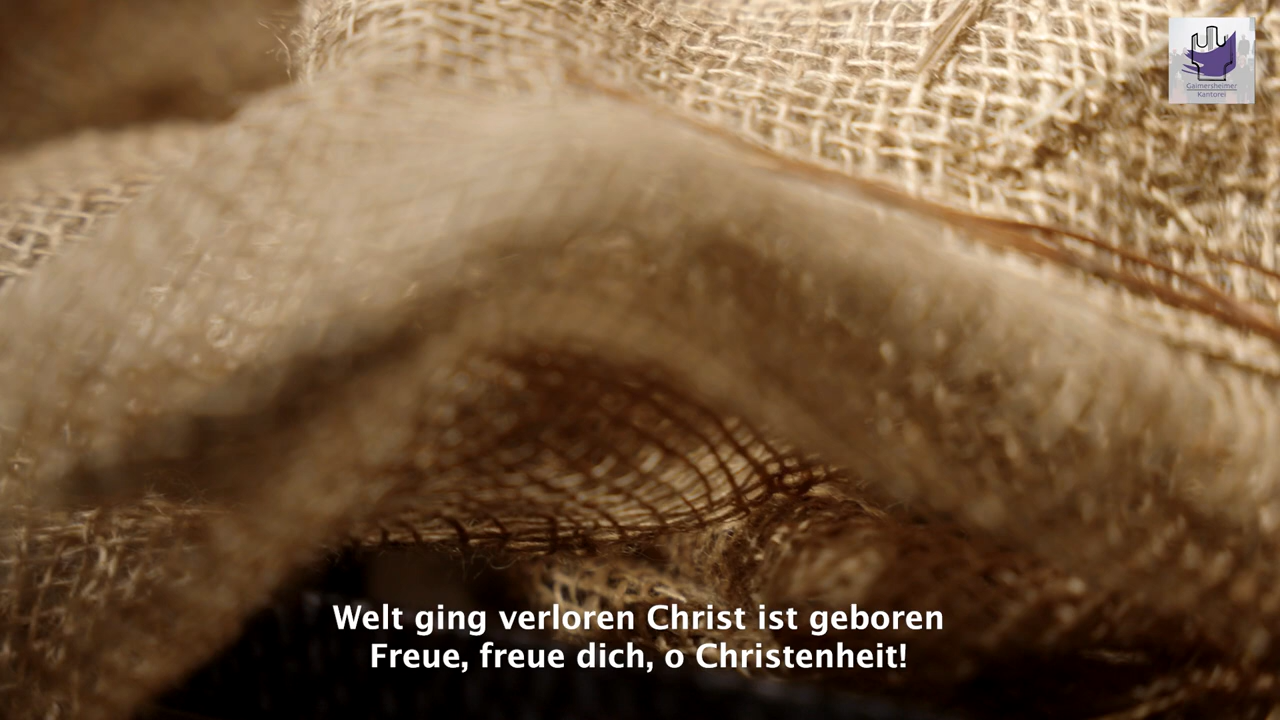 Gaimersheimer
Kantorei
Welt ging verloren Christ ist geboren
Freue, freue dich, o Christenheit!